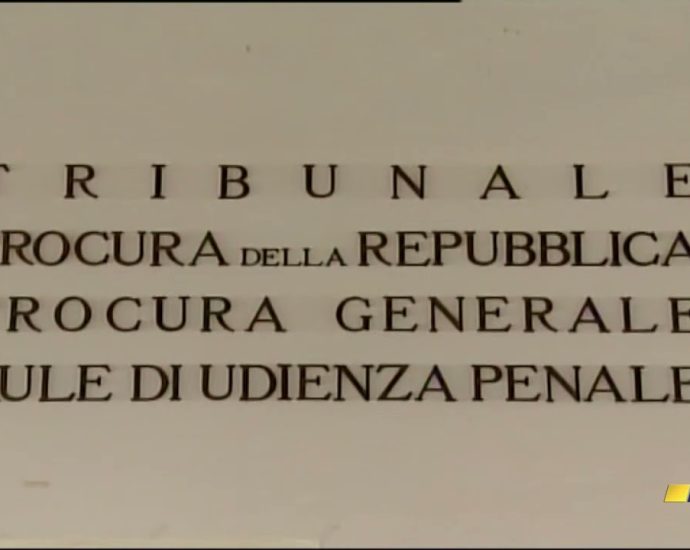 TRIBUNALE
ROCURA DELLA REPUBBLICA
ROCURA GENERALE
ULE DI UDIENZA PENALE